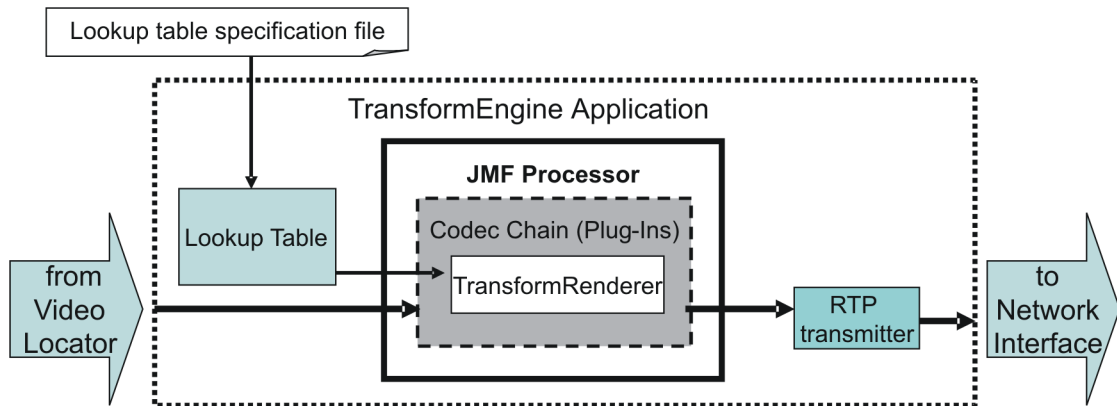 Lookup table specification file
TransformEngine Application
JMF Processor
Codec Chain (Plug-Ins)
TransformRenderer
Lookup Table
from
Video
Locator
RTP
transmitter
to
Network
Interface